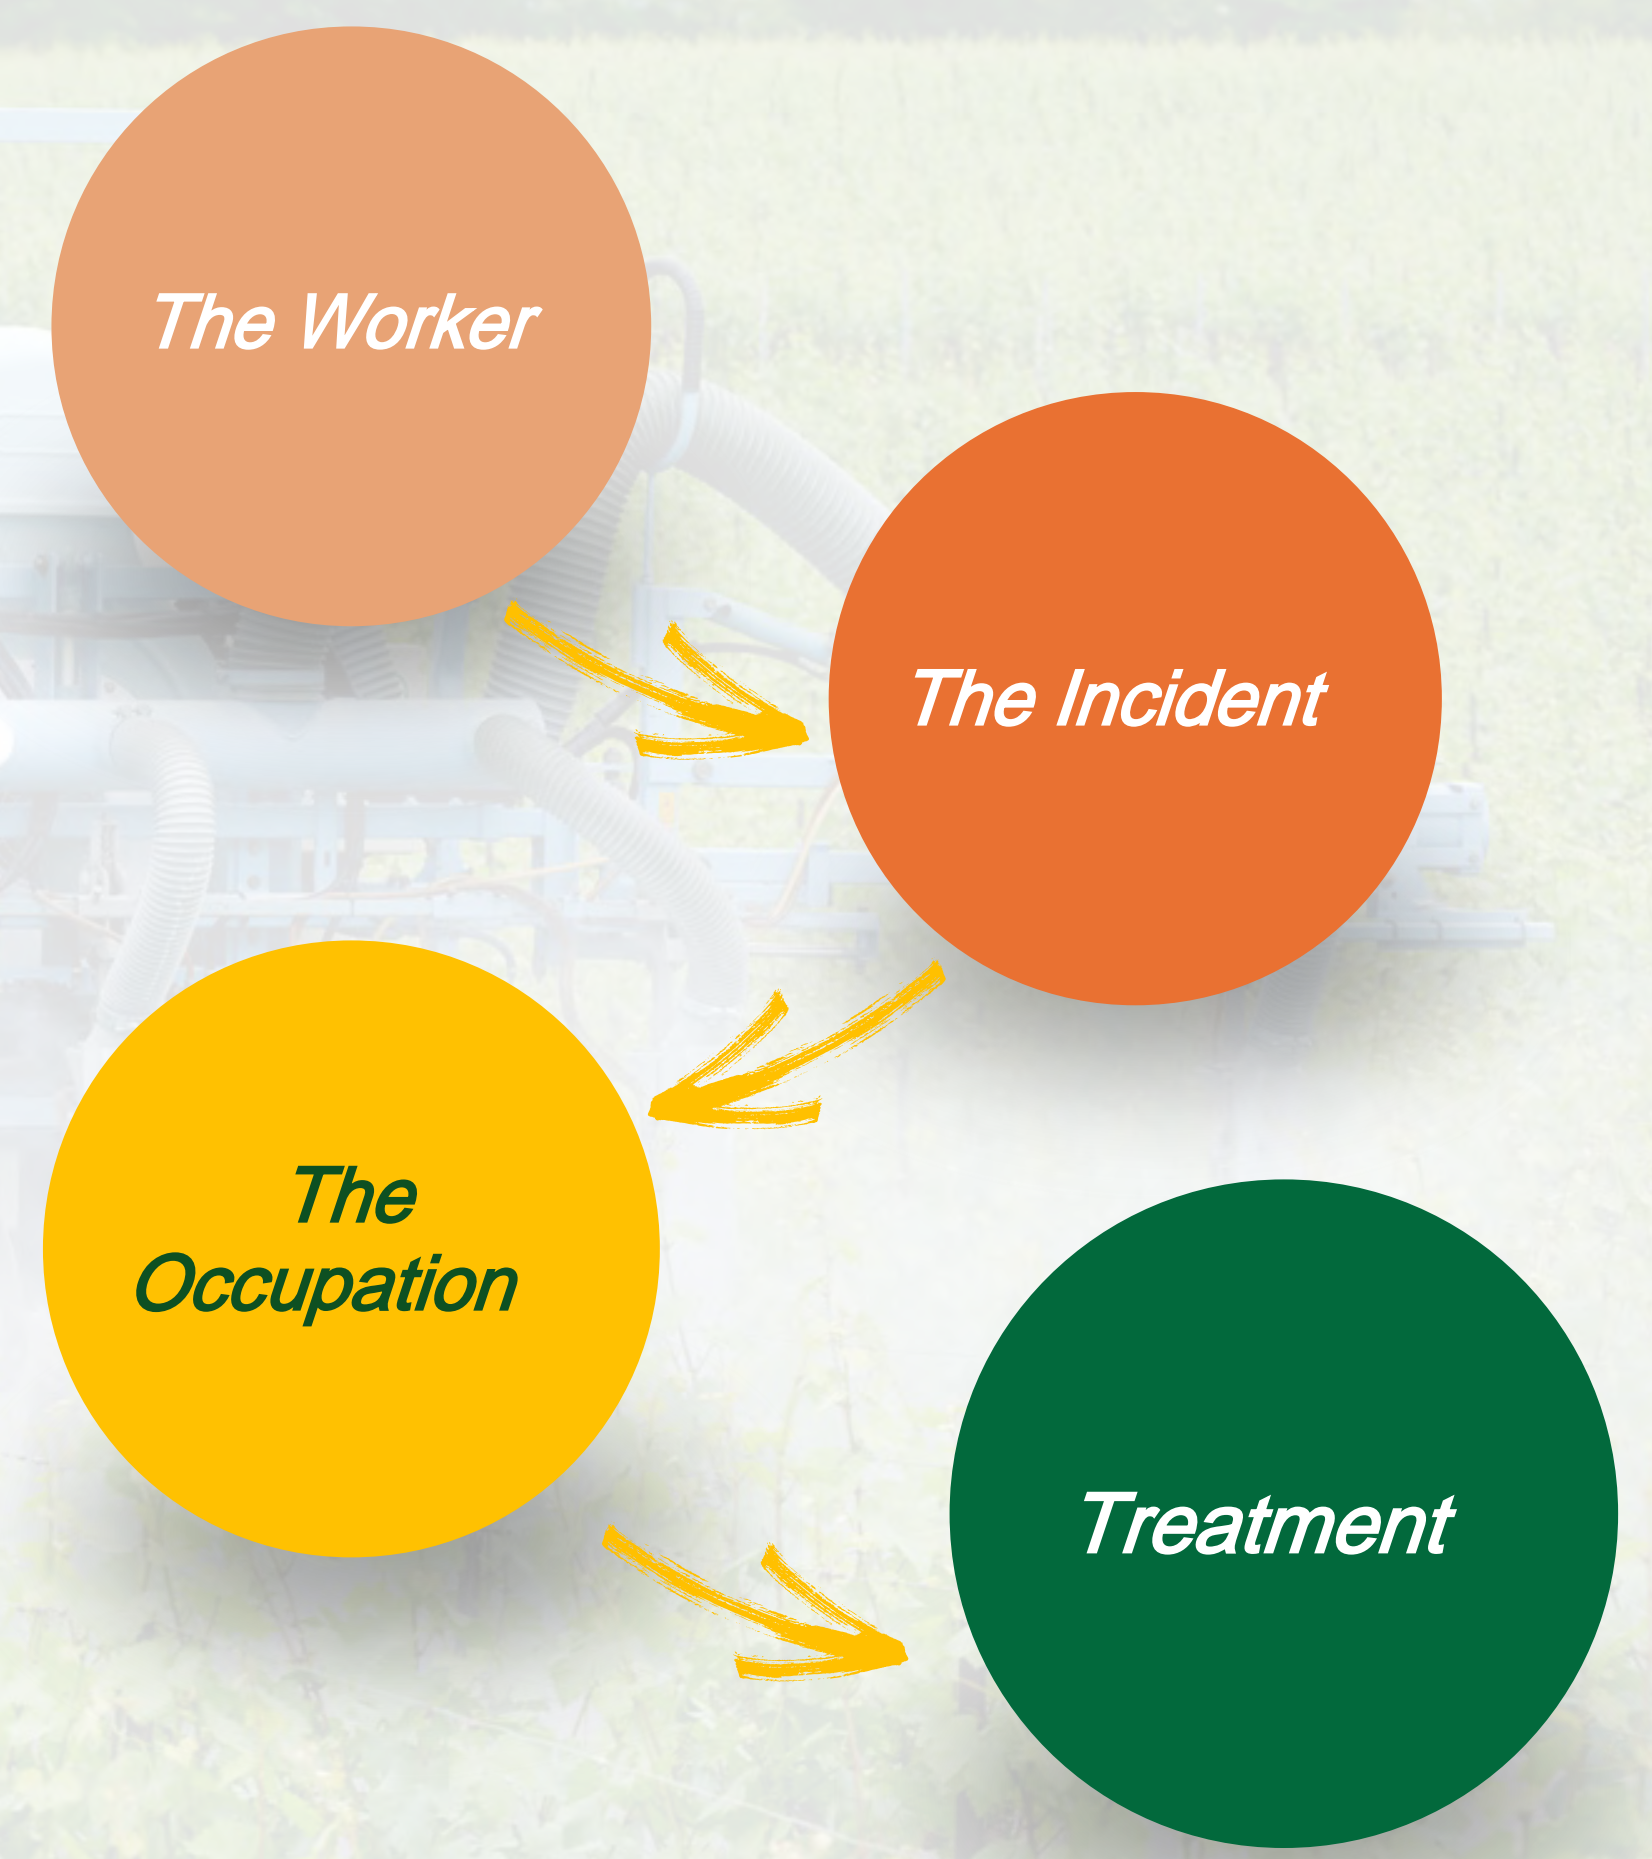 The Worker
The Incident
The
Occupation
Treatment